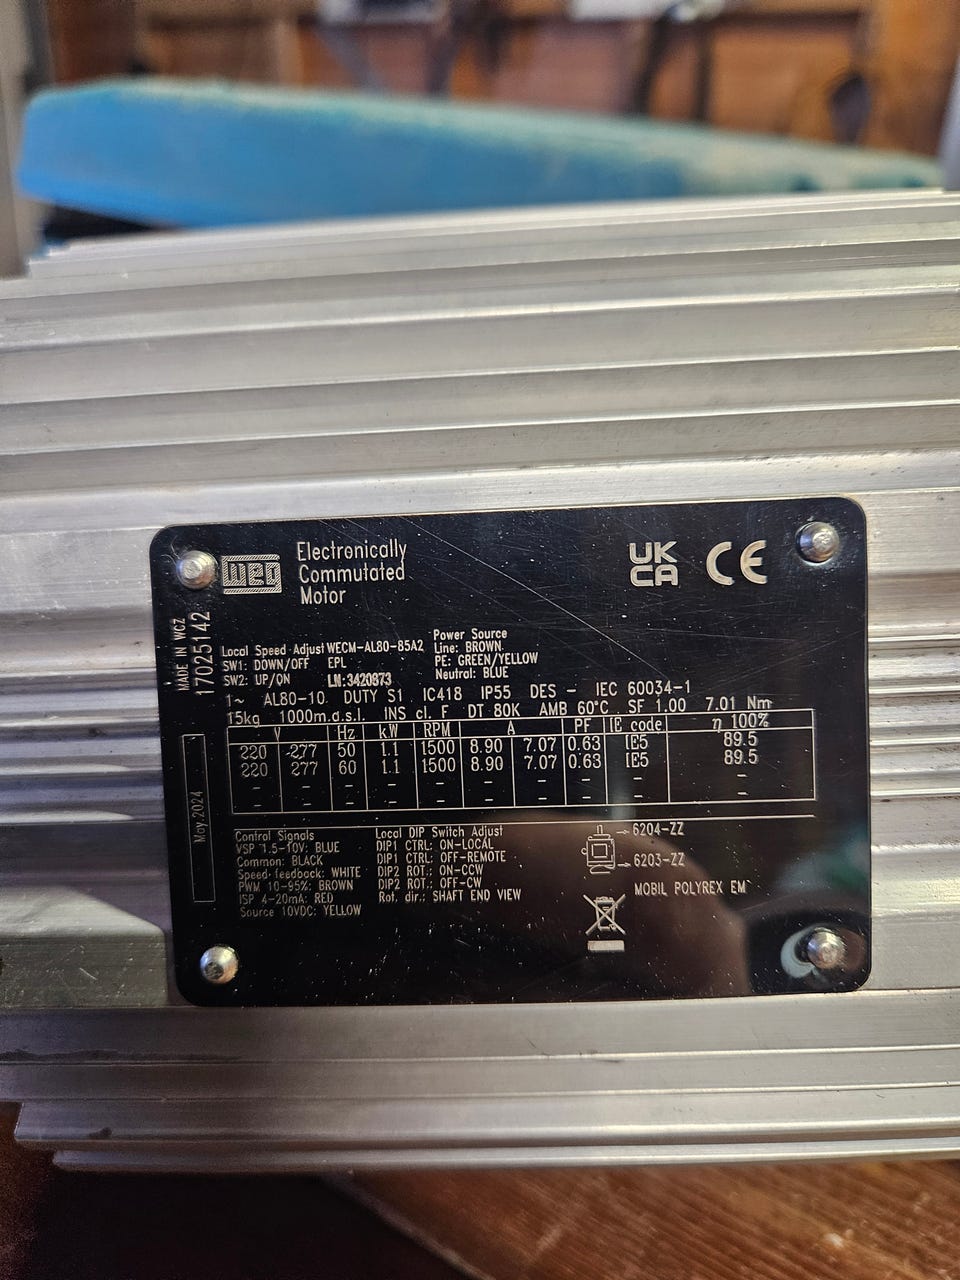 WEG
Electronically
Commutated
Motor
UK
CA CE
MADE IN WCZ
17025142
May.2024
Local Speed Adjust WECM-AL80-85A2
SW1: DOWN/OFF EPL
SW2: UP/ON LM:3420873
Power Source
Line: BROWN
PE: GREEN/YELLOW
Neutral: BLUE
1~ AL80-10 DUTY S1 IC418 IP55 DES - IEC 60034-1
15kg 1000m.a.s.l. INS cl. F DT 80K AMB 60°C SF 1.00 7.01 Nm
V Hz kW RPM A PF IE code η 100%
220 -277 50 1.1 1500 8.90 7.07 0.63 IE5 89.5
220 277 60 1.1 1500 8.90 7.07 0.63 IE5 89.5
- - - - - - - - - -
- - - - - - - - - -
Control Signals
VSP 1.5-10V: BLUE
Common: BLACK
Speed feedback: WHITE
PWM 10-95%: BROWN
ISP 4-20mA: RED
Source 10VDC: YELLOW
Local DIP Switch Adjust
DIP1 CTRL: ON-LOCAL
DIP1 CTRL: OFF-REMOTE
DIP2 ROT.: ON-CCW
DIP2 ROT.: OFF-CW
Rot. dir.: SHAFT END VIEW
6204-ZZ
6203-ZZ
MOBIL POLYREX EM